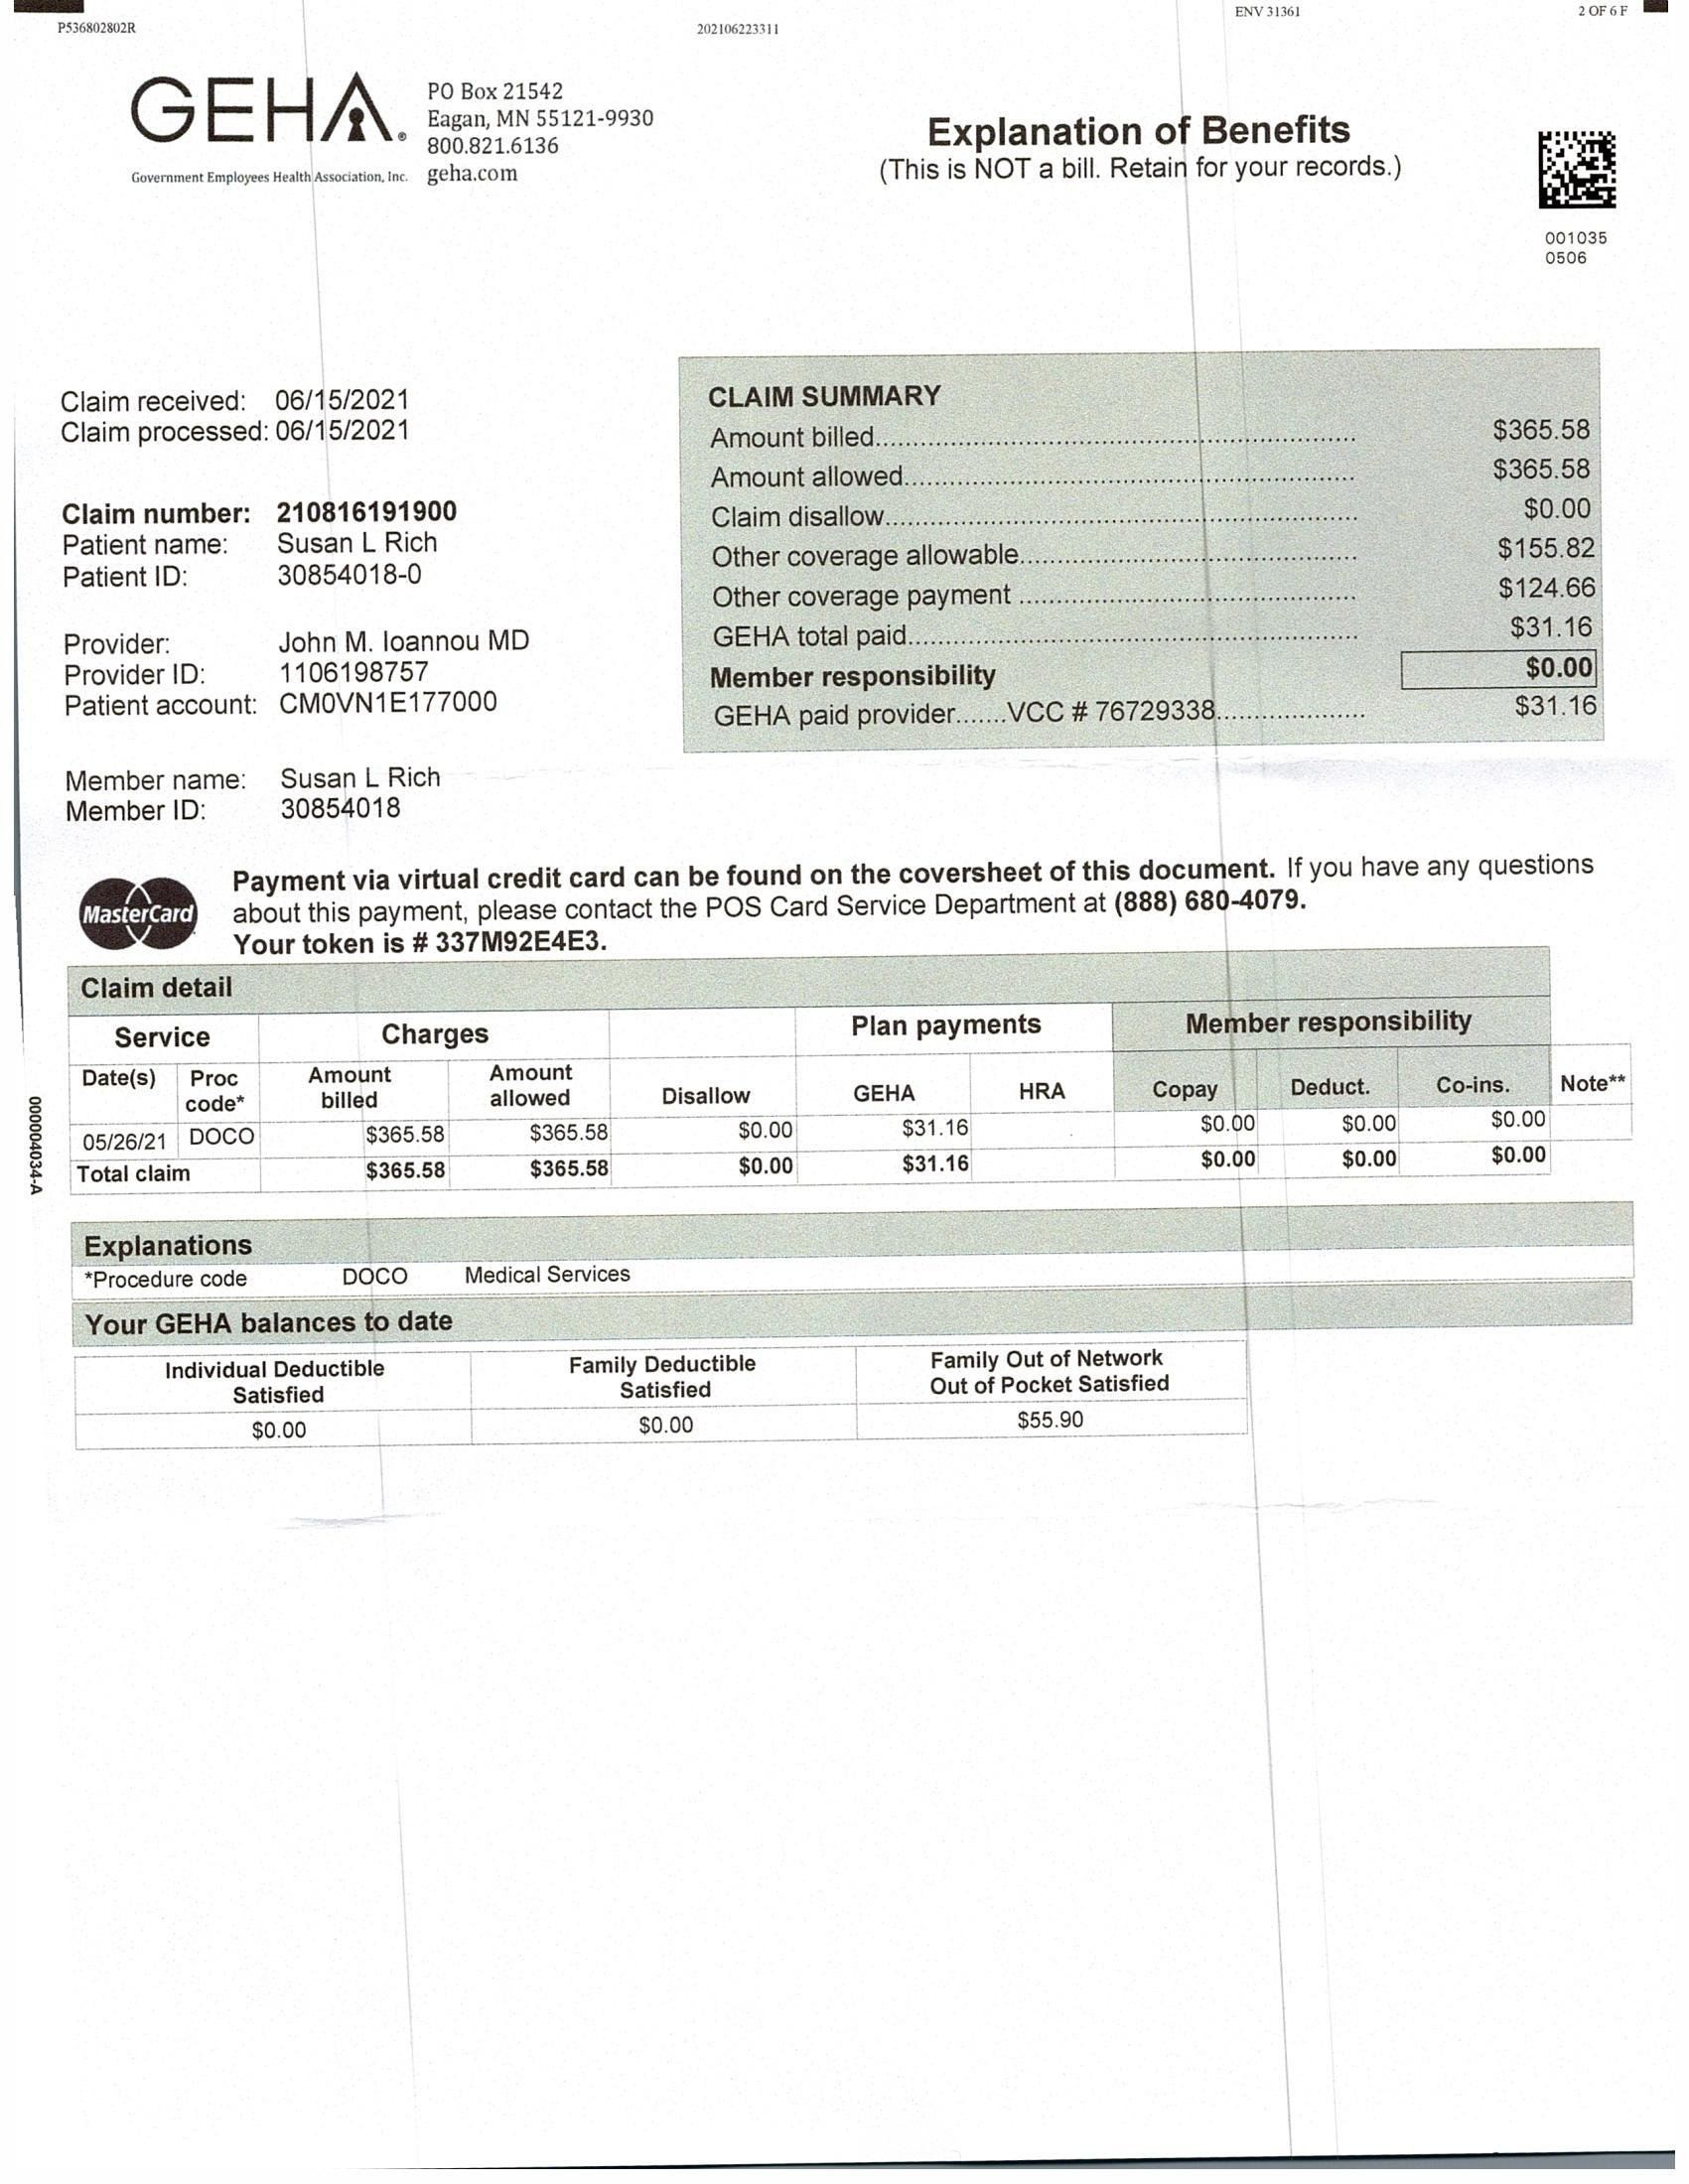 P536802802R
202106223311
ENV 31361
2 OF 6 F
GEHA®
Government Employees Health Association, Inc.
PO Box 21542
Eagan, MN 55121-9930
800.821.6136
geha.com
Explanation of Benefits
(This is NOT a bill. Retain for your records.)
001035
0506
Claim received: 06/15/2021
Claim processed: 06/15/2021
Claim number: 210816191900
Patient name: Susan L Rich
Patient ID: 30854018-0
Provider: John M. Ioannou MD
Provider ID: 1106198757
Patient account: CM0VN1E177000
Member name: Susan L Rich
Member ID: 30854018
CLAIM SUMMARY
Amount billed $365.58
Amount allowed $365.58
Claim disallow $0.00
Other coverage allowable $155.82
Other coverage payment $124.66
GEHA total paid $31.16
Member responsibility $0.00
GEHA paid provider.......VCC # 76729338 $31.16
MasterCard
Payment via virtual credit card can be found on the coversheet of this document. If you have any questions
about this payment, please contact the POS Card Service Department at (888) 680-4079.
Your token is # 337M92E4E3.
Claim detail
Service Charges Plan payments Member responsibility
Date(s) Proc code* Amount billed Amount allowed Disallow GEHA HRA Copay Deduct. Co-ins. Note**
05/26/21 DOCO $365.58 $365.58 $0.00 $31.16 $0.00 $0.00 $0.00
Total claim $365.58 $365.58 $0.00 $31.16 $0.00 $0.00 $0.00
000004034-A
Explanations
*Procedure code DOCO Medical Services
Your GEHA balances to date
Individual Deductible Satisfied Family Deductible Satisfied Family Out of Network Out of Pocket Satisfied
$0.00 $0.00 $55.90